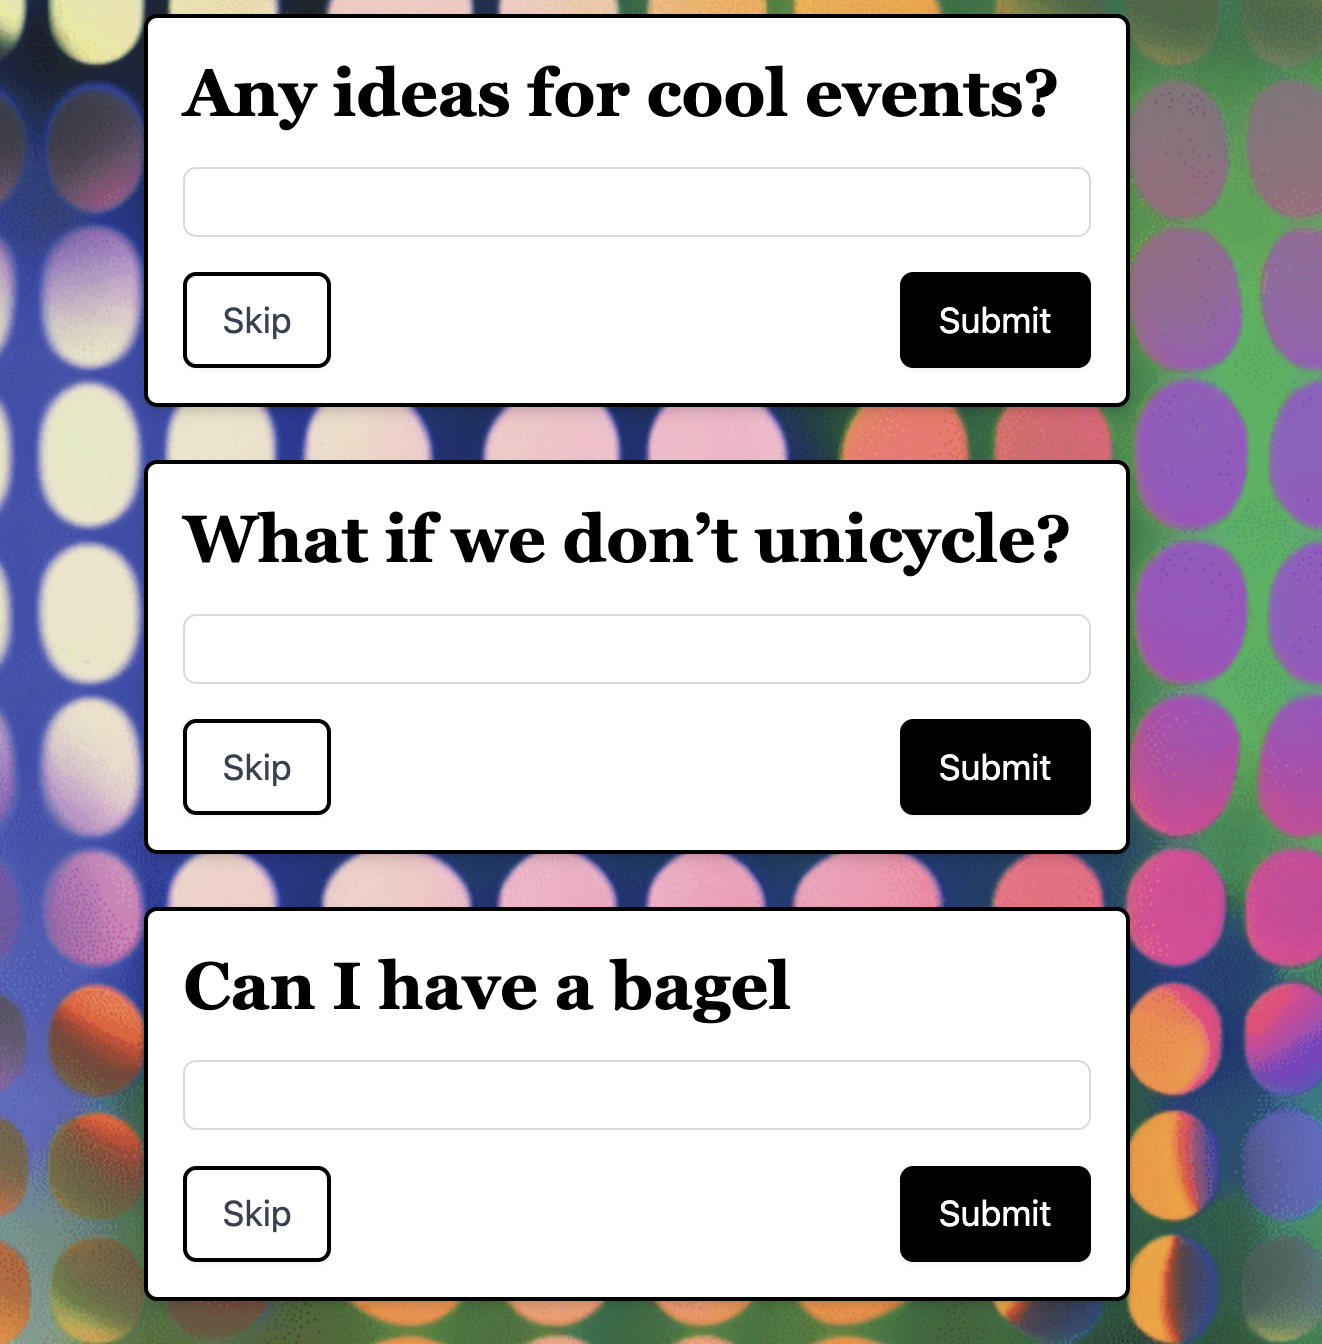 Any ideas for cool events?
Skip
Submit
What if we don’t unicycle?
Skip
Submit
Can I have a bagel
Skip
Submit